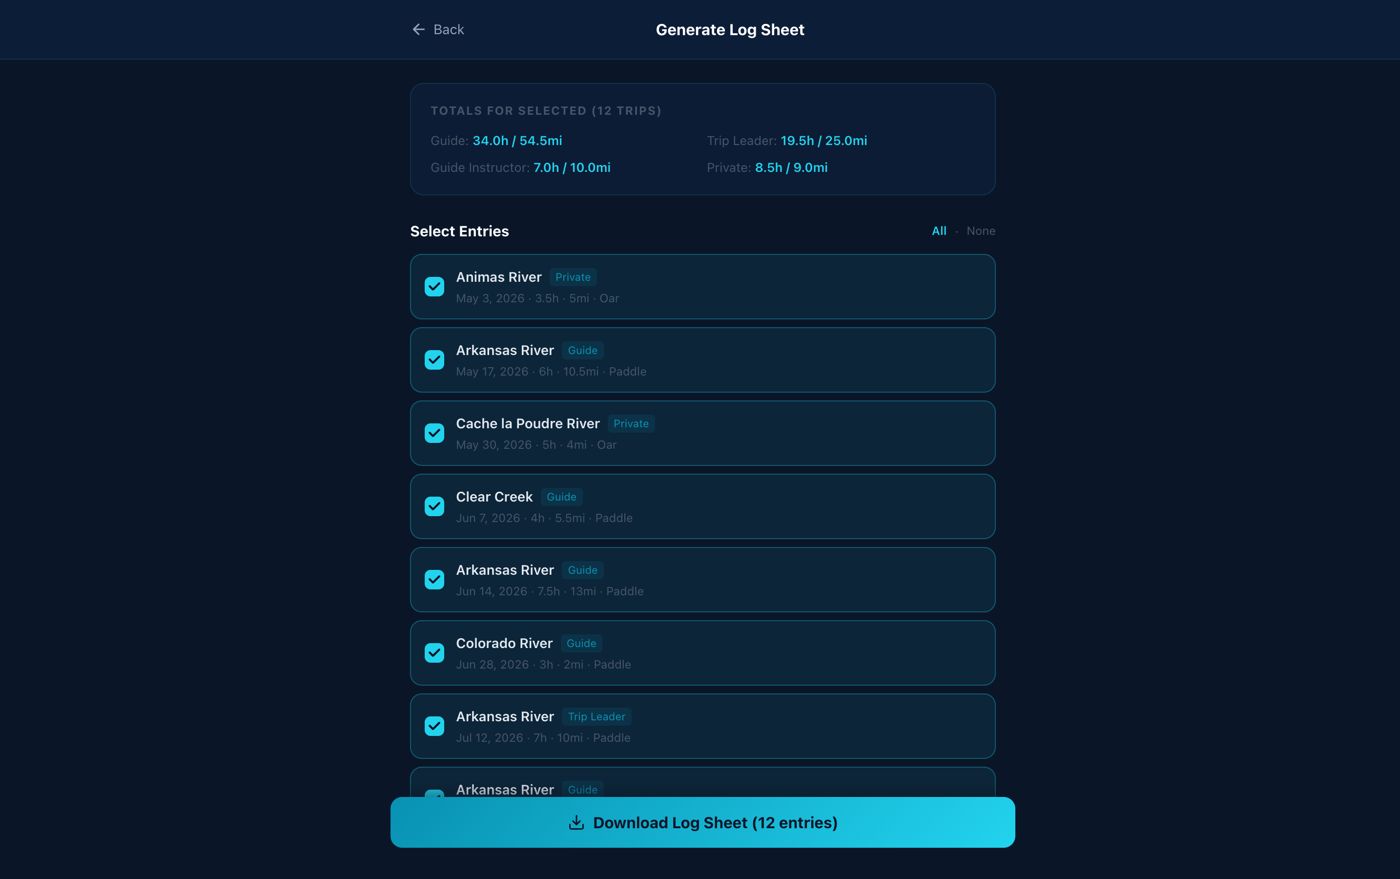 Back
Generate Log Sheet
TOTALS FOR SELECTED (12 TRIPS)
Guide: 34.0h / 54.5mi
Trip Leader: 19.5h / 25.0mi
Guide Instructor: 7.0h / 10.0mi
Private: 8.5h / 9.0mi
Select Entries
All · None
Animas River Private
May 3, 2026 · 3.5h · 5mi · Oar
Arkansas River Guide
May 17, 2026 · 6h · 10.5mi · Paddle
Cache la Poudre River Private
May 30, 2026 · 5h · 4mi · Oar
Clear Creek Guide
Jun 7, 2026 · 4h · 5.5mi · Paddle
Arkansas River Guide
Jun 14, 2026 · 7.5h · 13mi · Paddle
Colorado River Guide
Jun 28, 2026 · 3h · 2mi · Paddle
Arkansas River Trip Leader
Jul 12, 2026 · 7h · 10mi · Paddle
Arkansas River Guide
Download Log Sheet (12 entries)